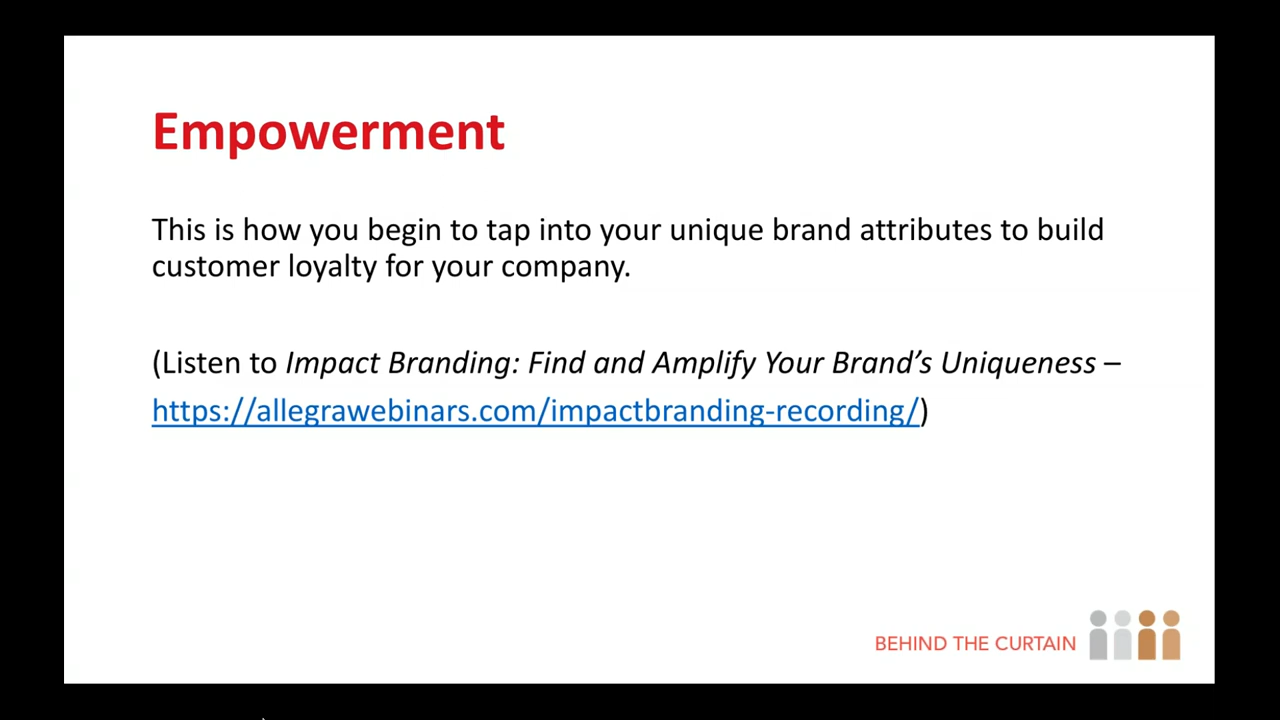 Empowerment
This is how you begin to tap into your unique brand attributes to build
customer loyalty for your company.
(Listen to Impact Branding: Find and Amplify Your Brand’s Uniqueness –
https://allegrawebinars.com/impactbranding-recording/)
BEHIND THE CURTAIN